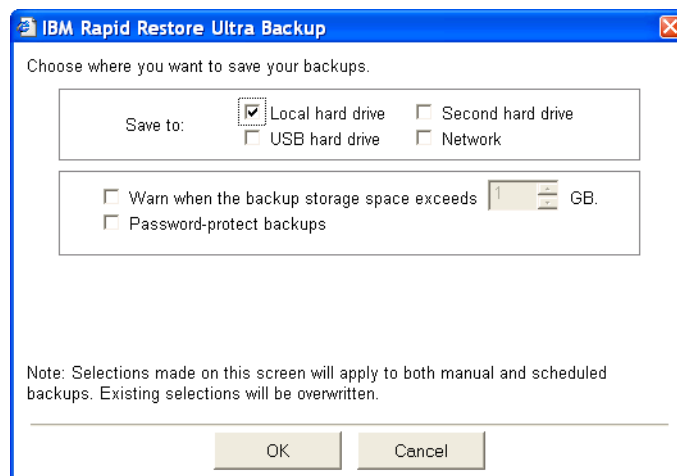 IBM Rapid Restore Ultra Backup
Choose where you want to save your backups.
Save to:
Local hard drive
Second hard drive
USB hard drive
Network
Warn when the backup storage space exceeds 1 GB.
Password-protect backups
Note: Selections made on this screen will apply to both manual and scheduled
backups. Existing selections will be overwritten.
OK
Cancel